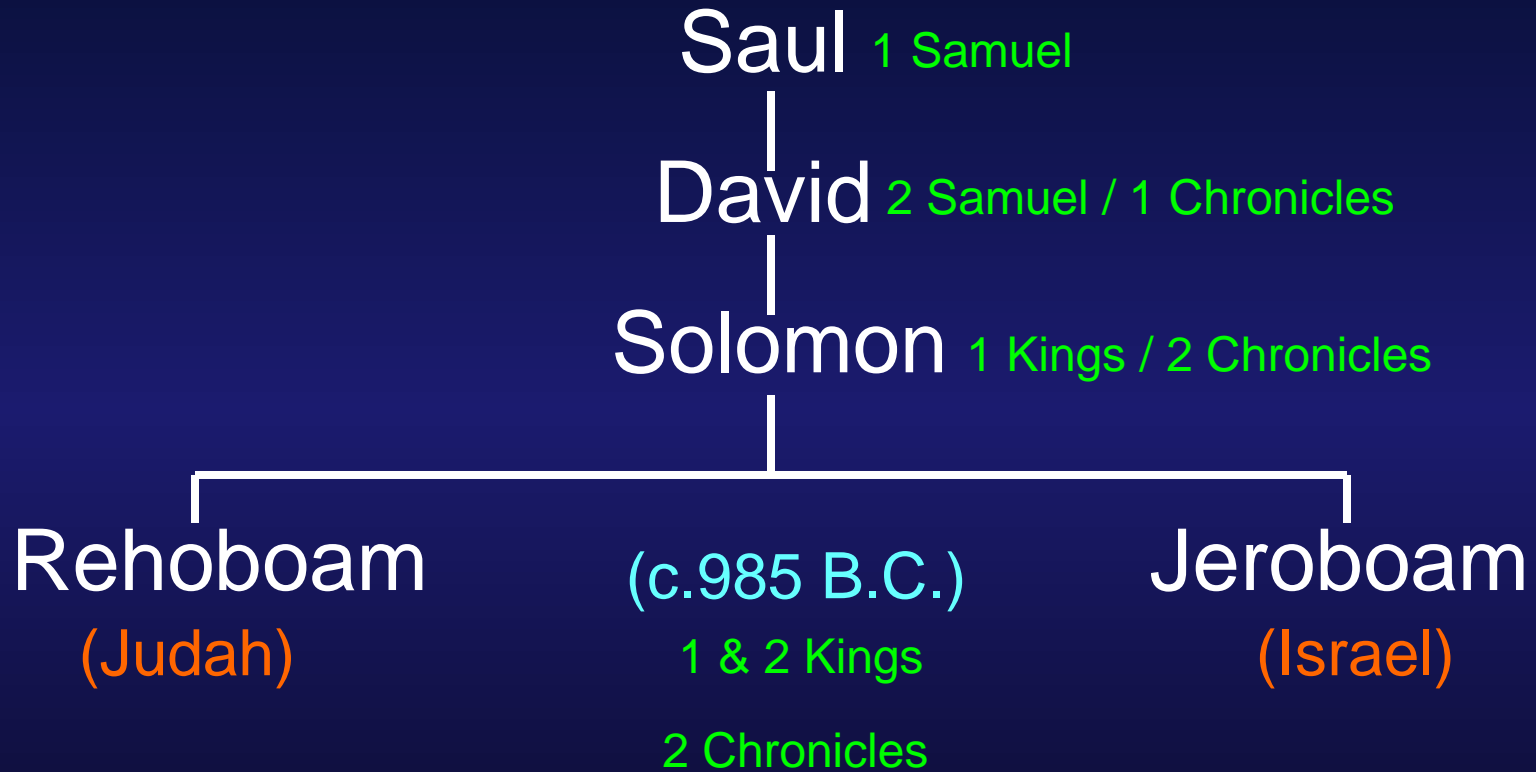 Saul 1 Samuel
David 2 Samuel / 1 Chronicles
Solomon 1 Kings / 2 Chronicles
Rehoboam (c.985 B.C.) Jeroboam
(Judah) 1 & 2 Kings (Israel)
2 Chronicles